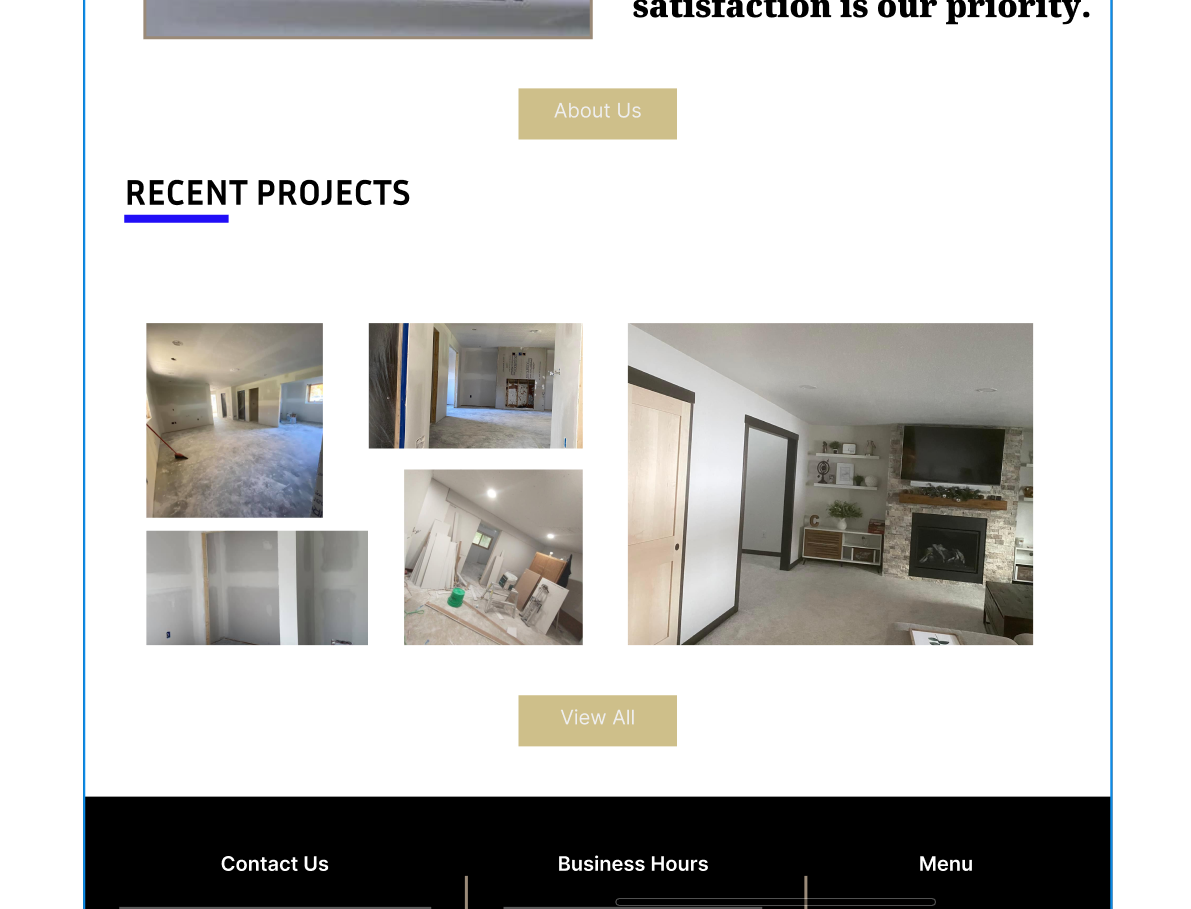 satisfaction is our priority.
About Us
RECENT PROJECTS
View All
Contact Us
Business Hours
Menu